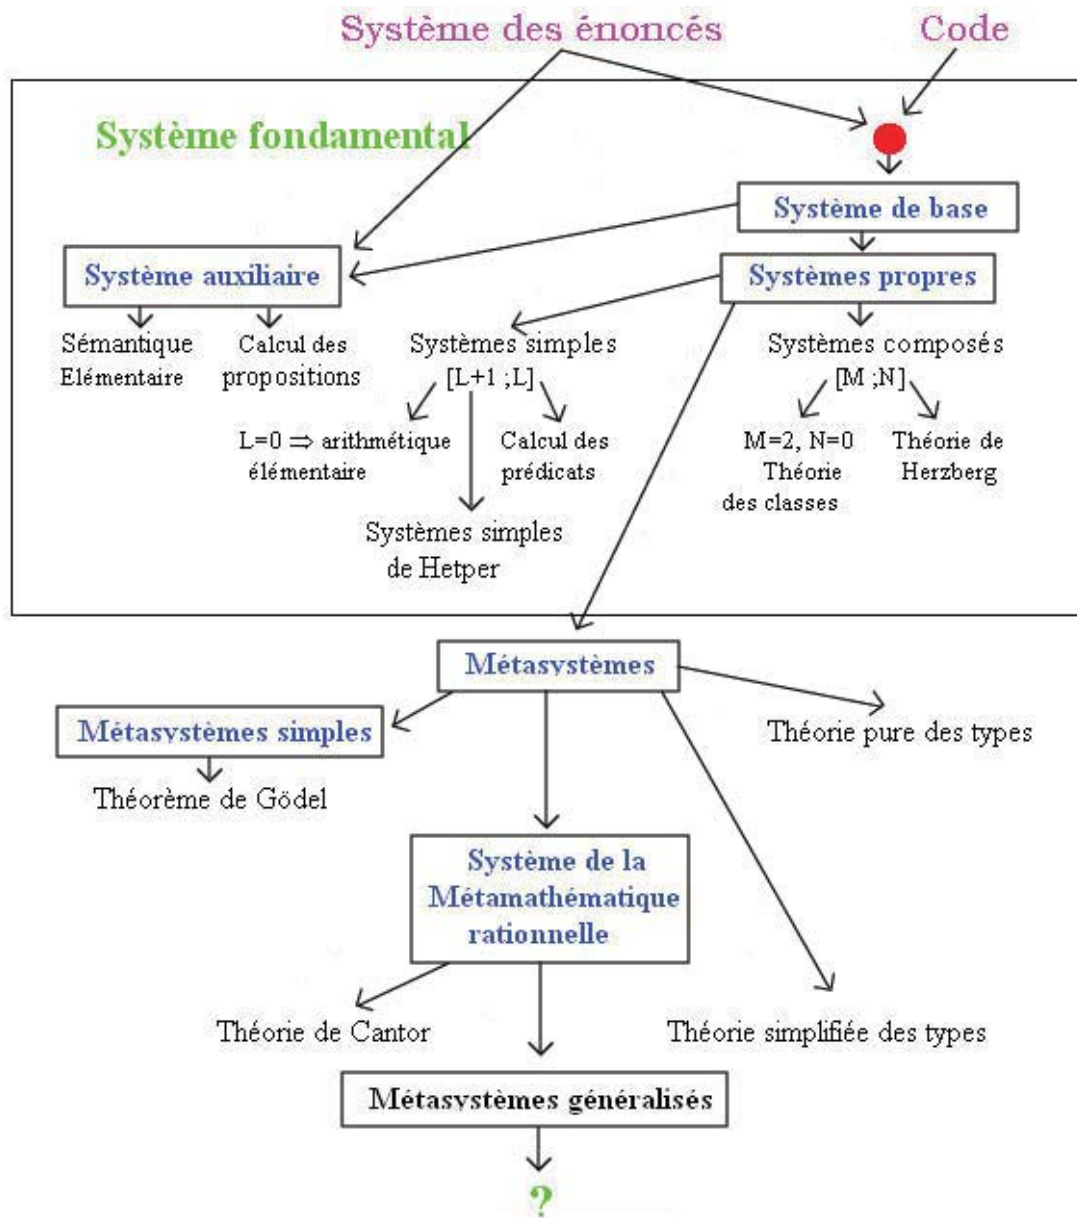 Système des énoncés
Code
Système fondamental
Système de base
Système auxiliaire
Systèmes propres
Sémantique
Elémentaire
Calcul des
propositions
Systèmes simples
[L+1 ;L]
Systèmes composés
[M ;N]
L=0 ⇒ arithmétique
élémentaire
Calcul des
prédicats
M=2, N=0
Théorie
des classes
Théorie de
Herzberg
Systèmes simples
de Hetper
Métasystèmes
Métasystèmes simples
Théorie pure des types
Théorème de Gödel
Système de la
Métamathématique
rationnelle
Théorie de Cantor
Théorie simplifiée des types
Métasystèmes généralisés
?